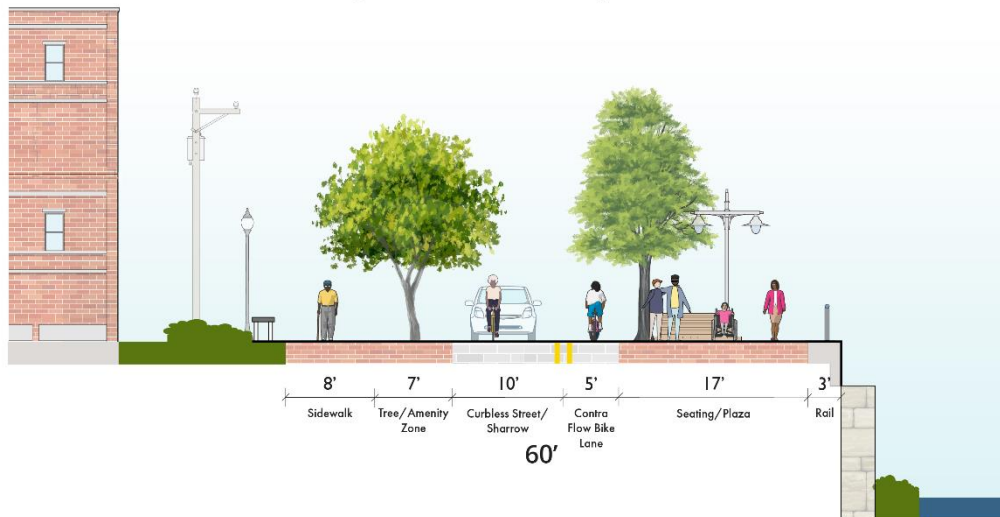 8' 7' 10' 5' 17' 3'
Sidewalk Tree/Amenity Curbless Street/ Contra Seating/Plaza Rail
Zone Sharrow Flow Bike
Lane
60'